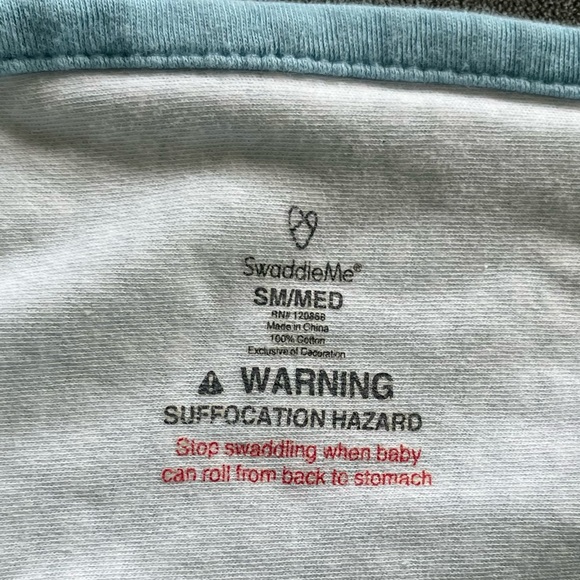 SwaddleMe®
SM/MED
RN# 120868
Made in China
100% Cotton
Exclusive of Decoration
WARNING
SUFFOCATION HAZARD
Stop swaddling when baby
can roll from back to stomach